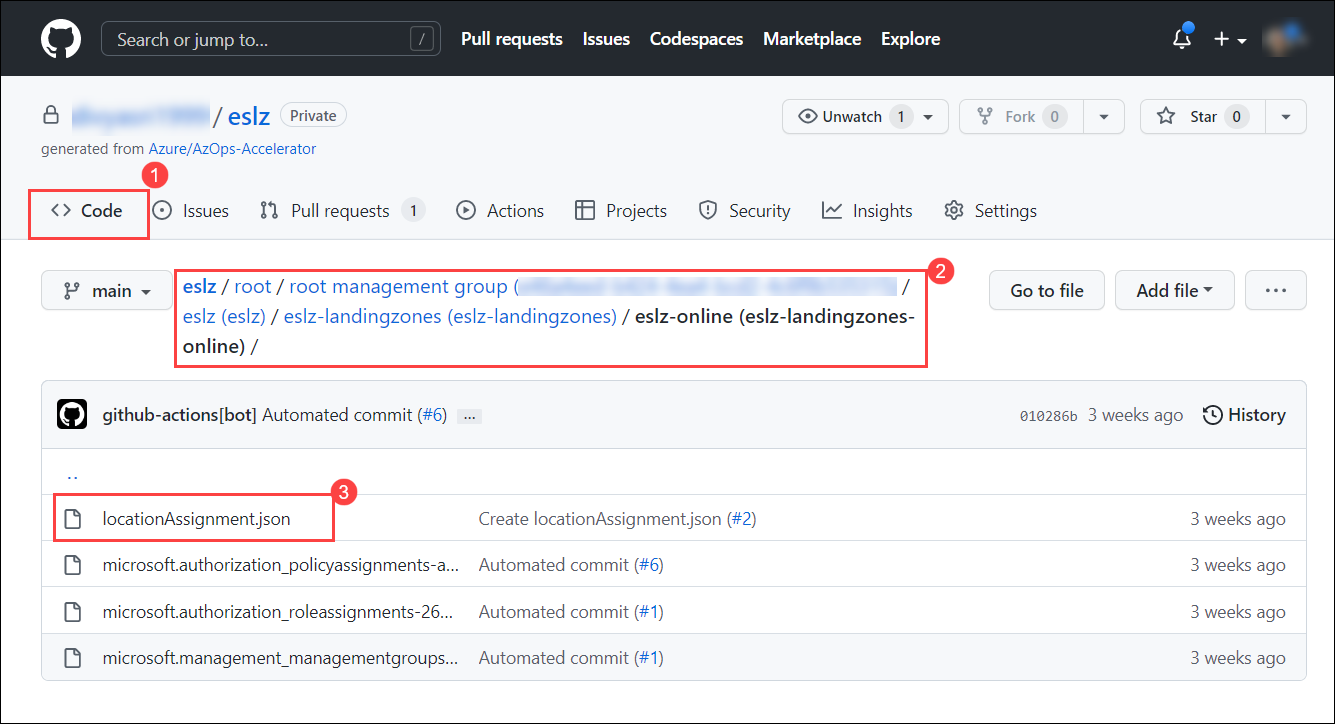 Search or jump to... /
Pull requests Issues Codespaces Marketplace Explore
/ eslz Private
Unwatch 1 Fork 0 Star 0
generated from Azure/AzOps-Accelerator
1
Code Issues Pull requests 1 Actions Projects Security Insights Settings
2
main
eslz / root / root management group ( /
eslz (eslz) / eslz-landingzones (eslz-landingzones) / eslz-online (eslz-landingzones-
online) /
Go to file Add file ...
github-actions[bot] Automated commit (#6) ... 010286b 3 weeks ago History
..
3
locationAssignment.json Create locationAssignment.json (#2) 3 weeks ago
microsoft.authorization_policyassignments-a... Automated commit (#6) 3 weeks ago
microsoft.authorization_roleassignments-26... Automated commit (#1) 3 weeks ago
microsoft.management_managementgroups... Automated commit (#1) 3 weeks ago